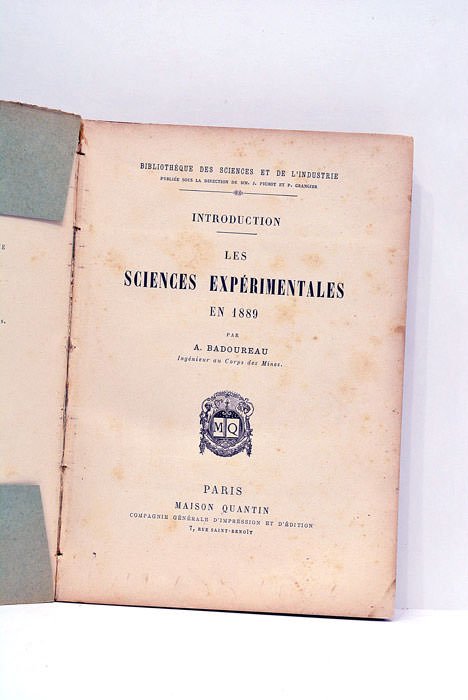 BIBLIOTHÈQUE DES SCIENCES ET DE L'INDUSTRIE
PUBLIÉE SOUS LA DIRECTION DE MM. J. PICHOT ET P. GRANGIER
INTRODUCTION
LES
SCIENCES EXPÉRIMENTALES
EN 1889
PAR
A. BADOUREAU
Ingénieur au Corps des Mines.
M Q
PARIS
MAISON QUANTIN
COMPAGNIE GÉNÉRALE D'IMPRESSION ET D'ÉDITION
7, RUE SAINT-BENOÎT